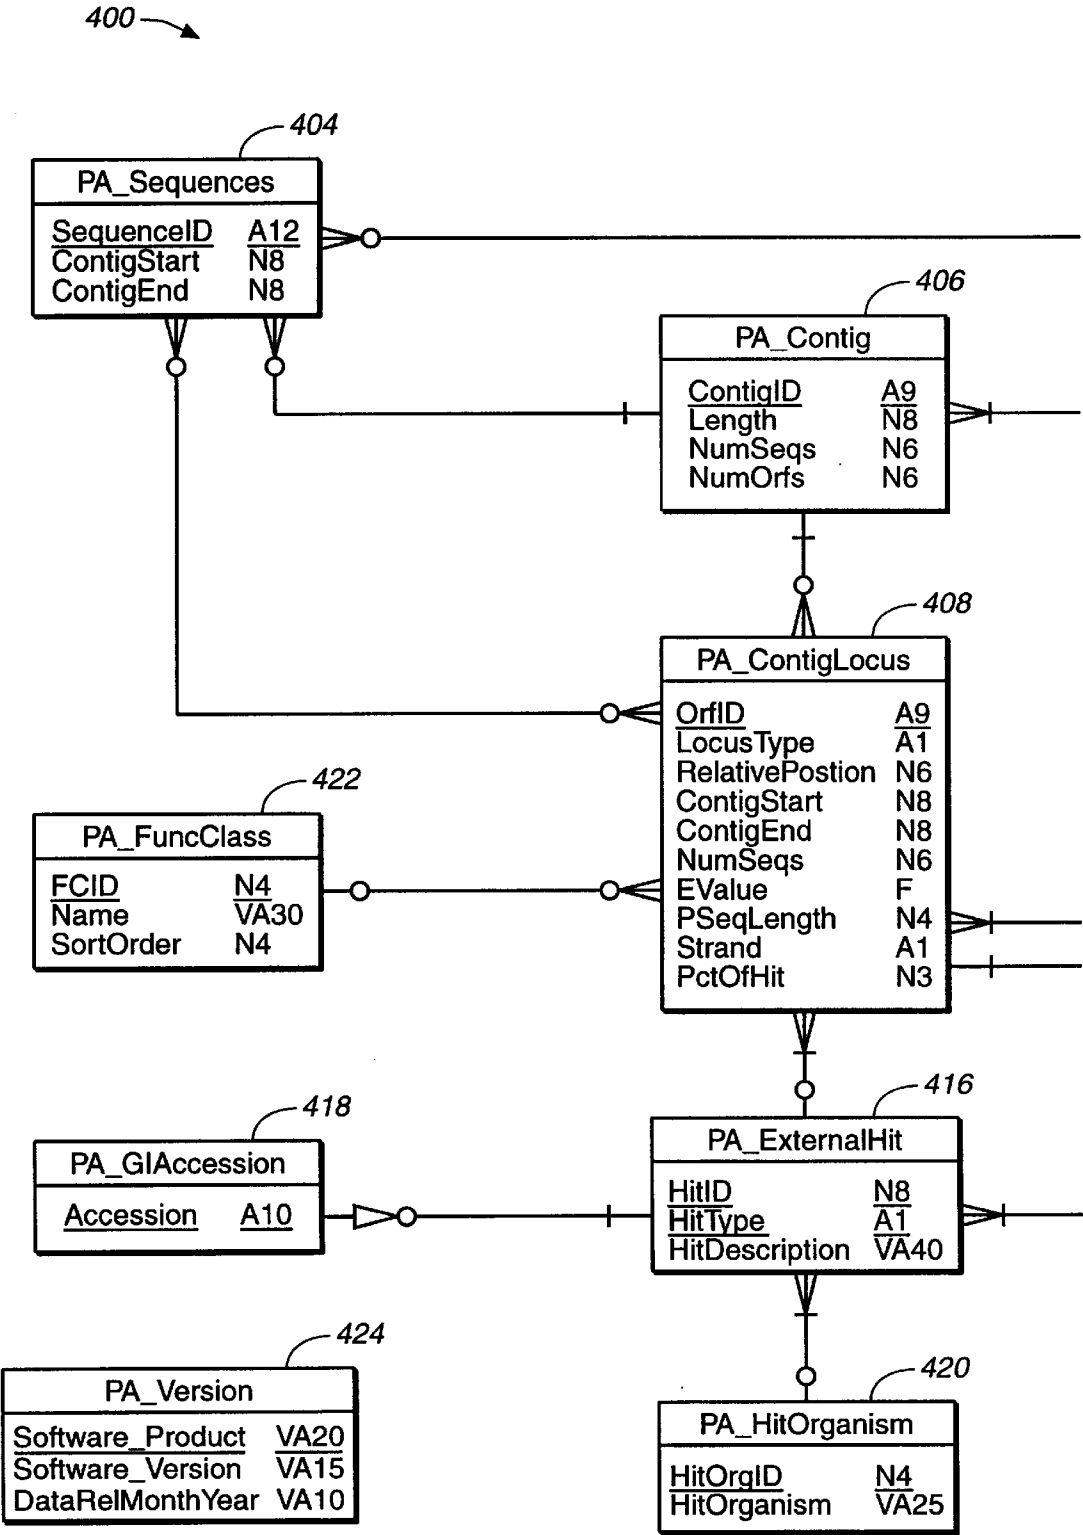 400
404
PA_Sequences
SequenceID A12
ContigStart N8
ContigEnd N8
406
PA_Contig
ContigID A9
Length N8
NumSeqs N6
NumOrfs N6
408
PA_ContigLocus
OrfID A9
LocusType A1
RelativePostion N6
ContigStart N8
ContigEnd N8
NumSeqs N6
EValue F
PSeqLength N4
Strand A1
PctOfHit N3
422
PA_FuncClass
FCID N4
Name VA30
SortOrder N4
418
PA_GIAccession
Accession A10
416
PA_ExternalHit
HitID N8
HitType A1
HitDescription VA40
424
PA_Version
Software_Product VA20
Software_Version VA15
DataRelMonthYear VA10
420
PA_HitOrganism
HitOrgID N4
HitOrganism VA25